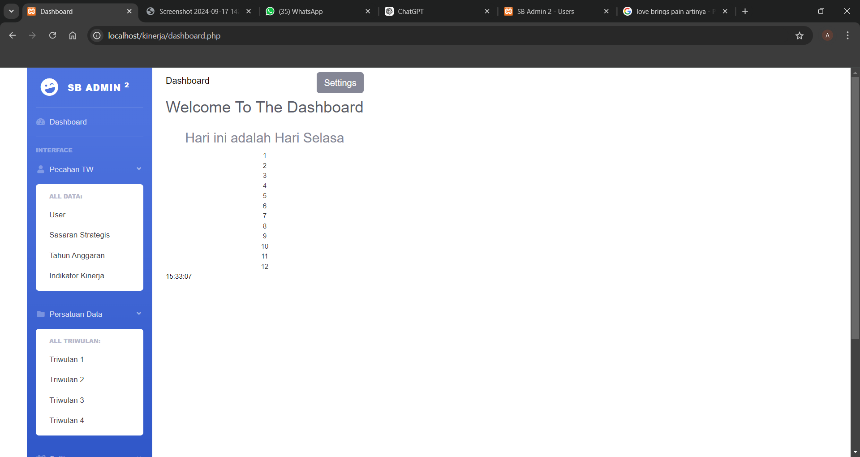 Dashboard
Screenshot 2024-09-17 14
(35) WhatsApp
ChatGPT
SB Admin 2 - Users
love brings pain artinya -
localhost/kinerja/dashboard.php
A
SB ADMIN 2
Dashboard
INTERFACE
Pecahan TW
ALL DATA:
User
Sasaran Strategis
Tahun Anggaran
Indikator Kinerja
Persatuan Data
ALL TRIWULAN:
Triwulan 1
Triwulan 2
Triwulan 3
Triwulan 4
Dashboard
Settings
Welcome To The Dashboard
Hari ini adalah Hari Selasa
1
2
3
4
5
6
7
8
9
10
11
12
15:33:07